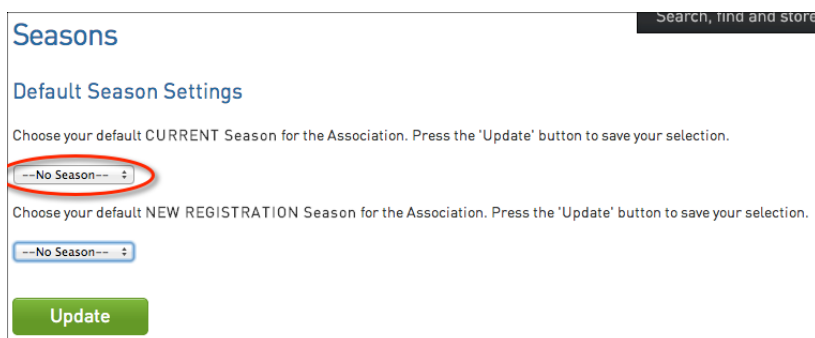 Search, find and store
Seasons
Default Season Settings
Choose your default CURRENT Season for the Association. Press the 'Update' button to save your selection.
--No Season--
Choose your default NEW REGISTRATION Season for the Association. Press the 'Update' button to save your selection.
--No Season--
Update